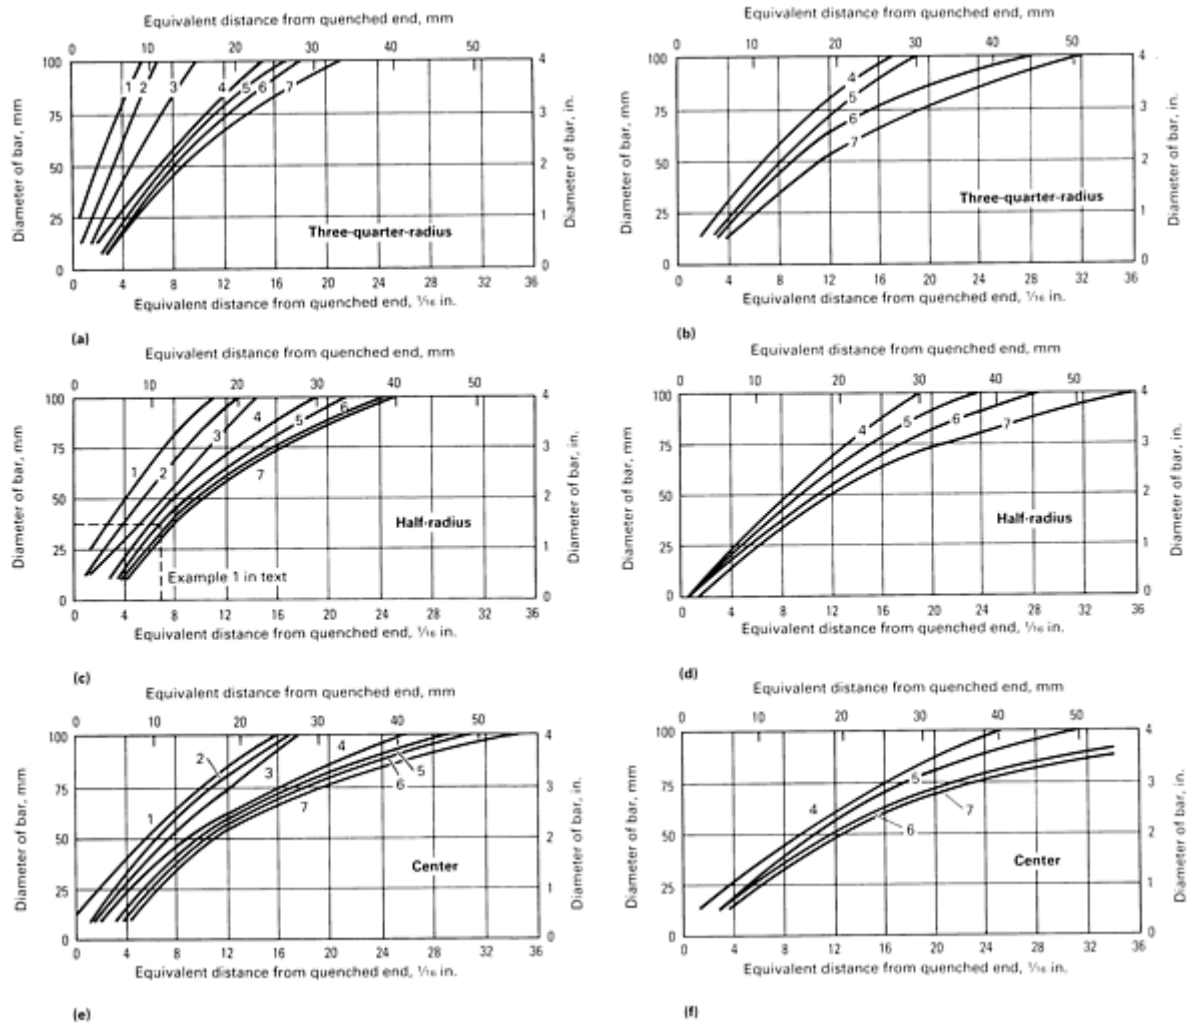 Equivalent distance from quenched end, mm
0 10 20 30 40 50
100 75 50 25 0
Diameter of bar, mm
4 3 2 1 0
Diameter of bar, in.
1 2 3 4 5 6 7
Three-quarter-radius
0 4 8 12 16 20 24 28 32 36
Equivalent distance from quenched end, 1/16 in.
(a)
Equivalent distance from quenched end, mm
0 10 20 30 40 50
100 75 50 25 0
Diameter of bar, mm
4 3 2 1 0
Diameter of bar, in.
4
5
6
7
Three-quarter-radius
0 4 8 12 16 20 24 28 32 36
Equivalent distance from quenched end, 1/16 in.
(b)
Equivalent distance from quenched end, mm
0 10 20 30 40 50
100 75 50 25 0
Diameter of bar, mm
4 3 2 1 0
Diameter of bar, in.
1 2 3 4 5 6 7
Half-radius
Example 1 in text
0 4 8 12 16 20 24 28 32 36
Equivalent distance from quenched end, 1/16 in.
(c)
Equivalent distance from quenched end, mm
0 10 20 30 40 50
100 75 50 25 0
Diameter of bar, mm
4 3 2 1 0
Diameter of bar, in.
4 5 6 7
Half-radius
0 4 8 12 16 20 24 28 32 36
Equivalent distance from quenched end, 1/16 in.
(d)
Equivalent distance from quenched end, mm
0 10 20 30 40 50
100 75 50 25 0
Diameter of bar, mm
4 3 2 1 0
Diameter of bar, in.
1 2 3 4 5 6 7
Center
0 4 8 12 16 20 24 28 32 36
Equivalent distance from quenched end, 1/16 in.
(e)
Equivalent distance from quenched end, mm
0 10 20 30 40 50
100 75 50 25 0
Diameter of bar, mm
4 3 2 1 0
Diameter of bar, in.
4 5 6 7
Center
0 4 8 12 16 20 24 28 32 36
Equivalent distance from quenched end, 1/16 in.
(f)